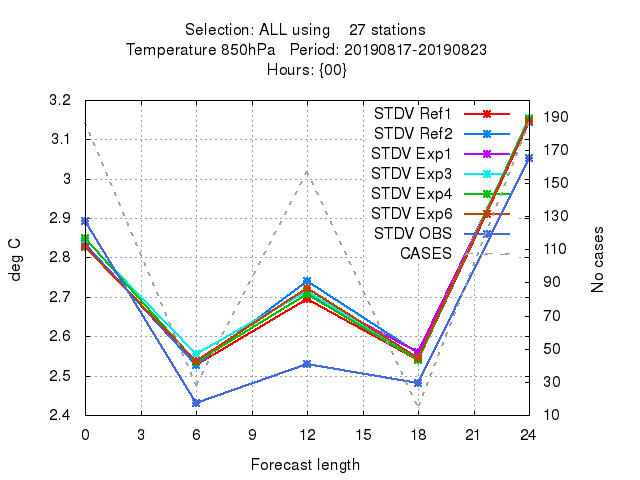 Selection: ALL using 27 stations
Temperature 850hPa Period: 20190817-20190823
Hours: {00}
3.2
3.1
3
2.9
2.8
2.7
2.6
2.5
2.4
deg C
190
170
150
130
110
90
70
50
30
10
No cases
STDV Ref1
STDV Ref2
STDV Exp1
STDV Exp3
STDV Exp4
STDV Exp6
STDV OBS
CASES
0 3 6 9 12 15 18 21 24
Forecast length